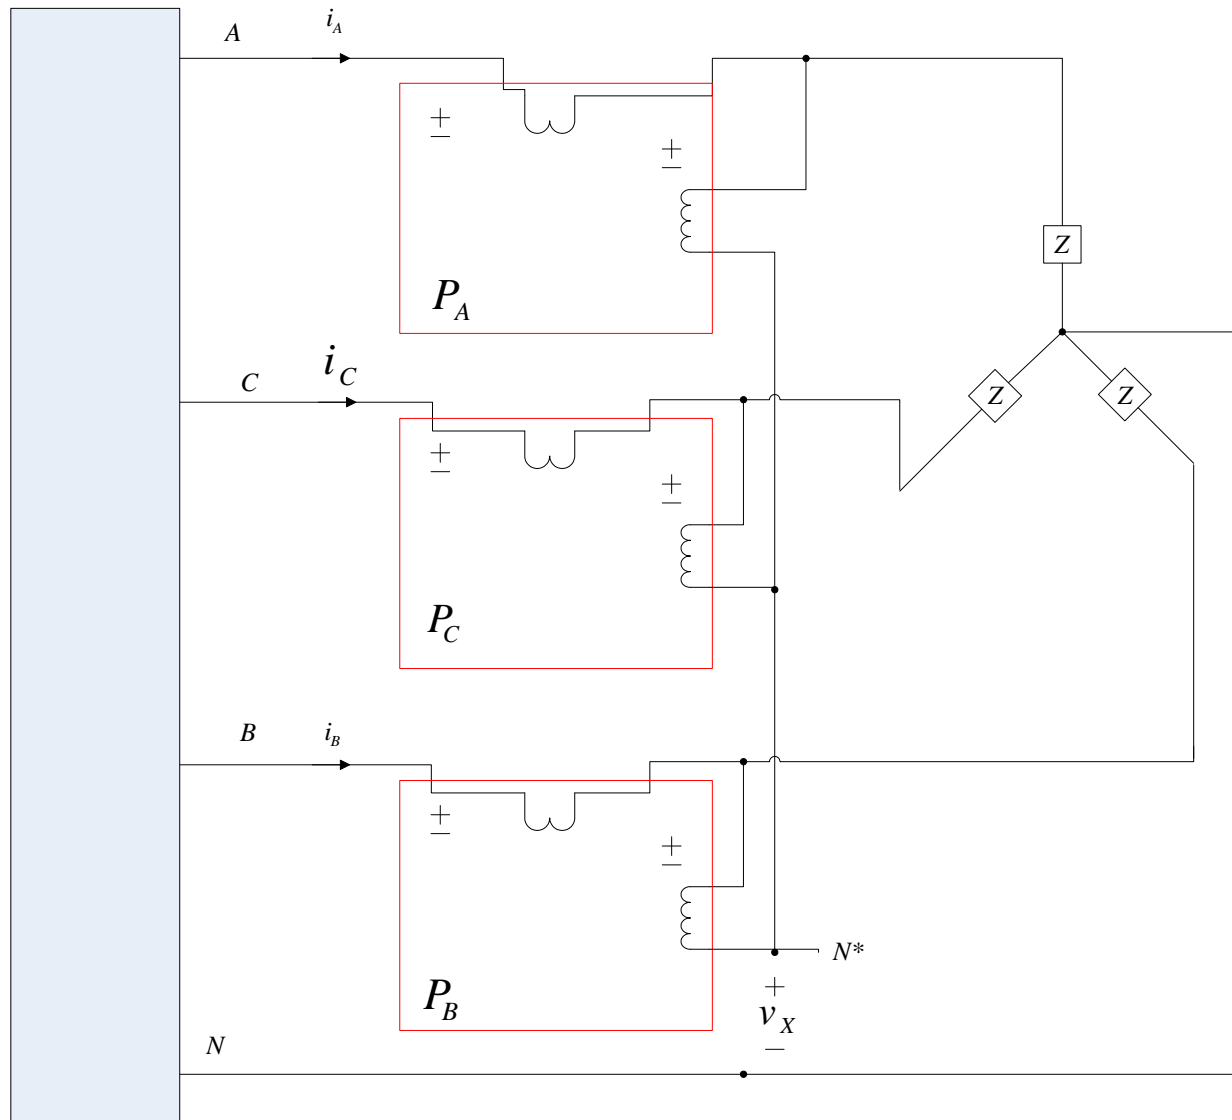 A
i_A
±
±
P_A
Z
C
i_C
Z
Z
±
±
P_C
B
i_B
±
±
N*
P_B
+
v_X
−
N